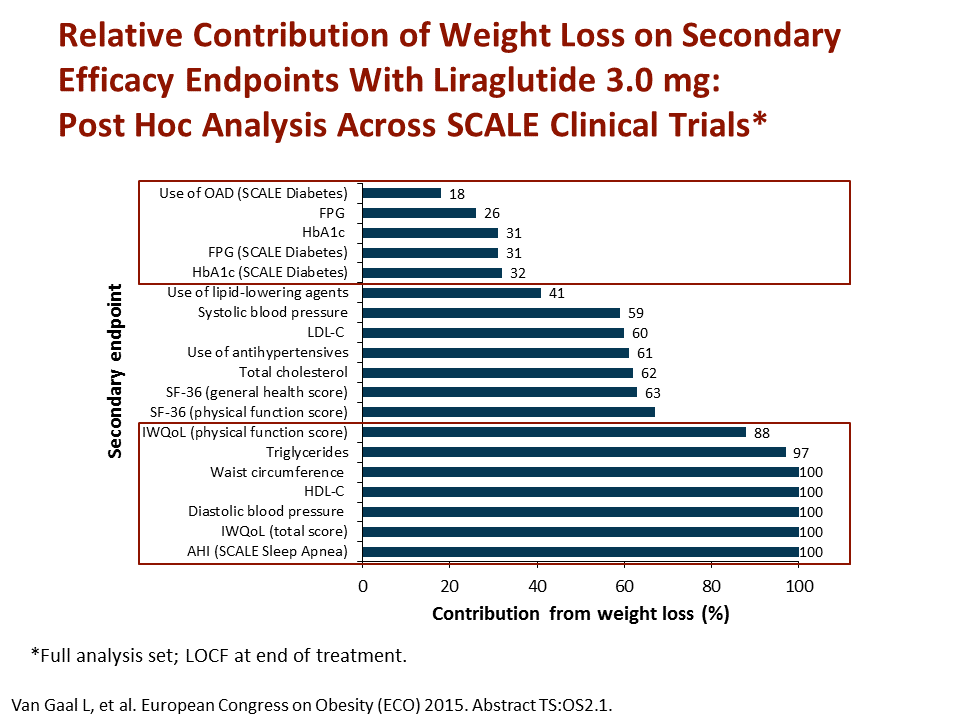 Relative Contribution of Weight Loss on Secondary
Efficacy Endpoints With Liraglutide 3.0 mg:
Post Hoc Analysis Across SCALE Clinical Trials*
Secondary endpoint
Use of OAD (SCALE Diabetes) 18
FPG 26
HbA1c 31
FPG (SCALE Diabetes) 31
HbA1c (SCALE Diabetes) 32
Use of lipid-lowering agents 41
Systolic blood pressure 59
LDL-C 60
Use of antihypertensives 61
Total cholesterol 62
SF-36 (general health score) 63
SF-36 (physical function score)
IWQoL (physical function score) 88
Triglycerides 97
Waist circumference 100
HDL-C 100
Diastolic blood pressure 100
IWQoL (total score) 100
AHI (SCALE Sleep Apnea) 100
0 20 40 60 80 100
Contribution from weight loss (%)
*Full analysis set; LOCF at end of treatment.
Van Gaal L, et al. European Congress on Obesity (ECO) 2015. Abstract TS:OS2.1.